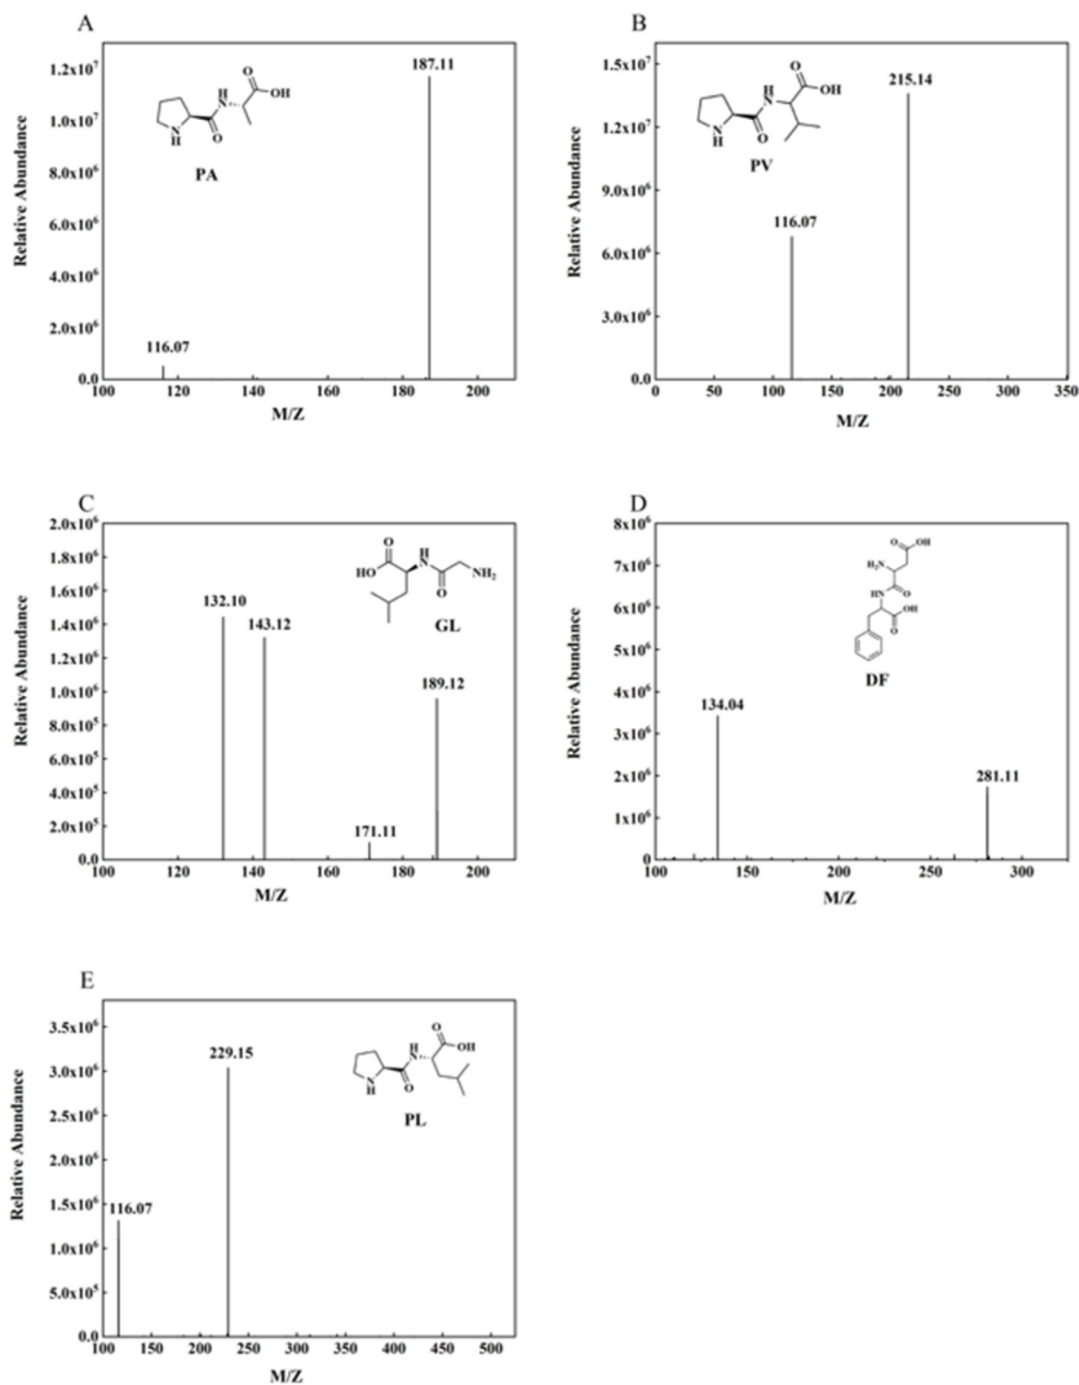 A
1.2x10⁷
1.0x10⁷
8.0x10⁶
6.0x10⁶
4.0x10⁶
2.0x10⁶
0.0
Relative Abundance
187.11
116.07
O
OH
H
N
O
N
H
PA
100 120 140 160 180 200
M/Z
B
1.5x10⁷
1.2x10⁷
9.0x10⁶
6.0x10⁶
3.0x10⁶
0.0
Relative Abundance
215.14
116.07
O
OH
H
N
O
N
H
PV
0 50 100 150 200 250 300 350
M/Z
C
2.0x10⁶
1.8x10⁶
1.6x10⁶
1.4x10⁶
1.2x10⁶
1.0x10⁶
8.0x10⁵
6.0x10⁵
4.0x10⁵
2.0x10⁵
0.0
Relative Abundance
132.10
143.12
171.11
189.12
O
HO
H
N
O
NH₂
GL
100 120 140 160 180 200
M/Z
D
8x10⁶
7x10⁶
6x10⁶
5x10⁶
4x10⁶
3x10⁶
2x10⁶
1x10⁶
0
Relative Abundance
134.04
281.11
O OH
H₂N
O
HN
OH
O
DF
100 150 200 250 300
M/Z
E
3.5x10⁶
3.0x10⁶
2.5x10⁶
2.0x10⁶
1.5x10⁶
1.0x10⁶
5.0x10⁵
0.0
Relative Abundance
229.15
116.07
O
OH
H
N
O
N
H
PL
100 150 200 250 300 350 400 450 500
M/Z